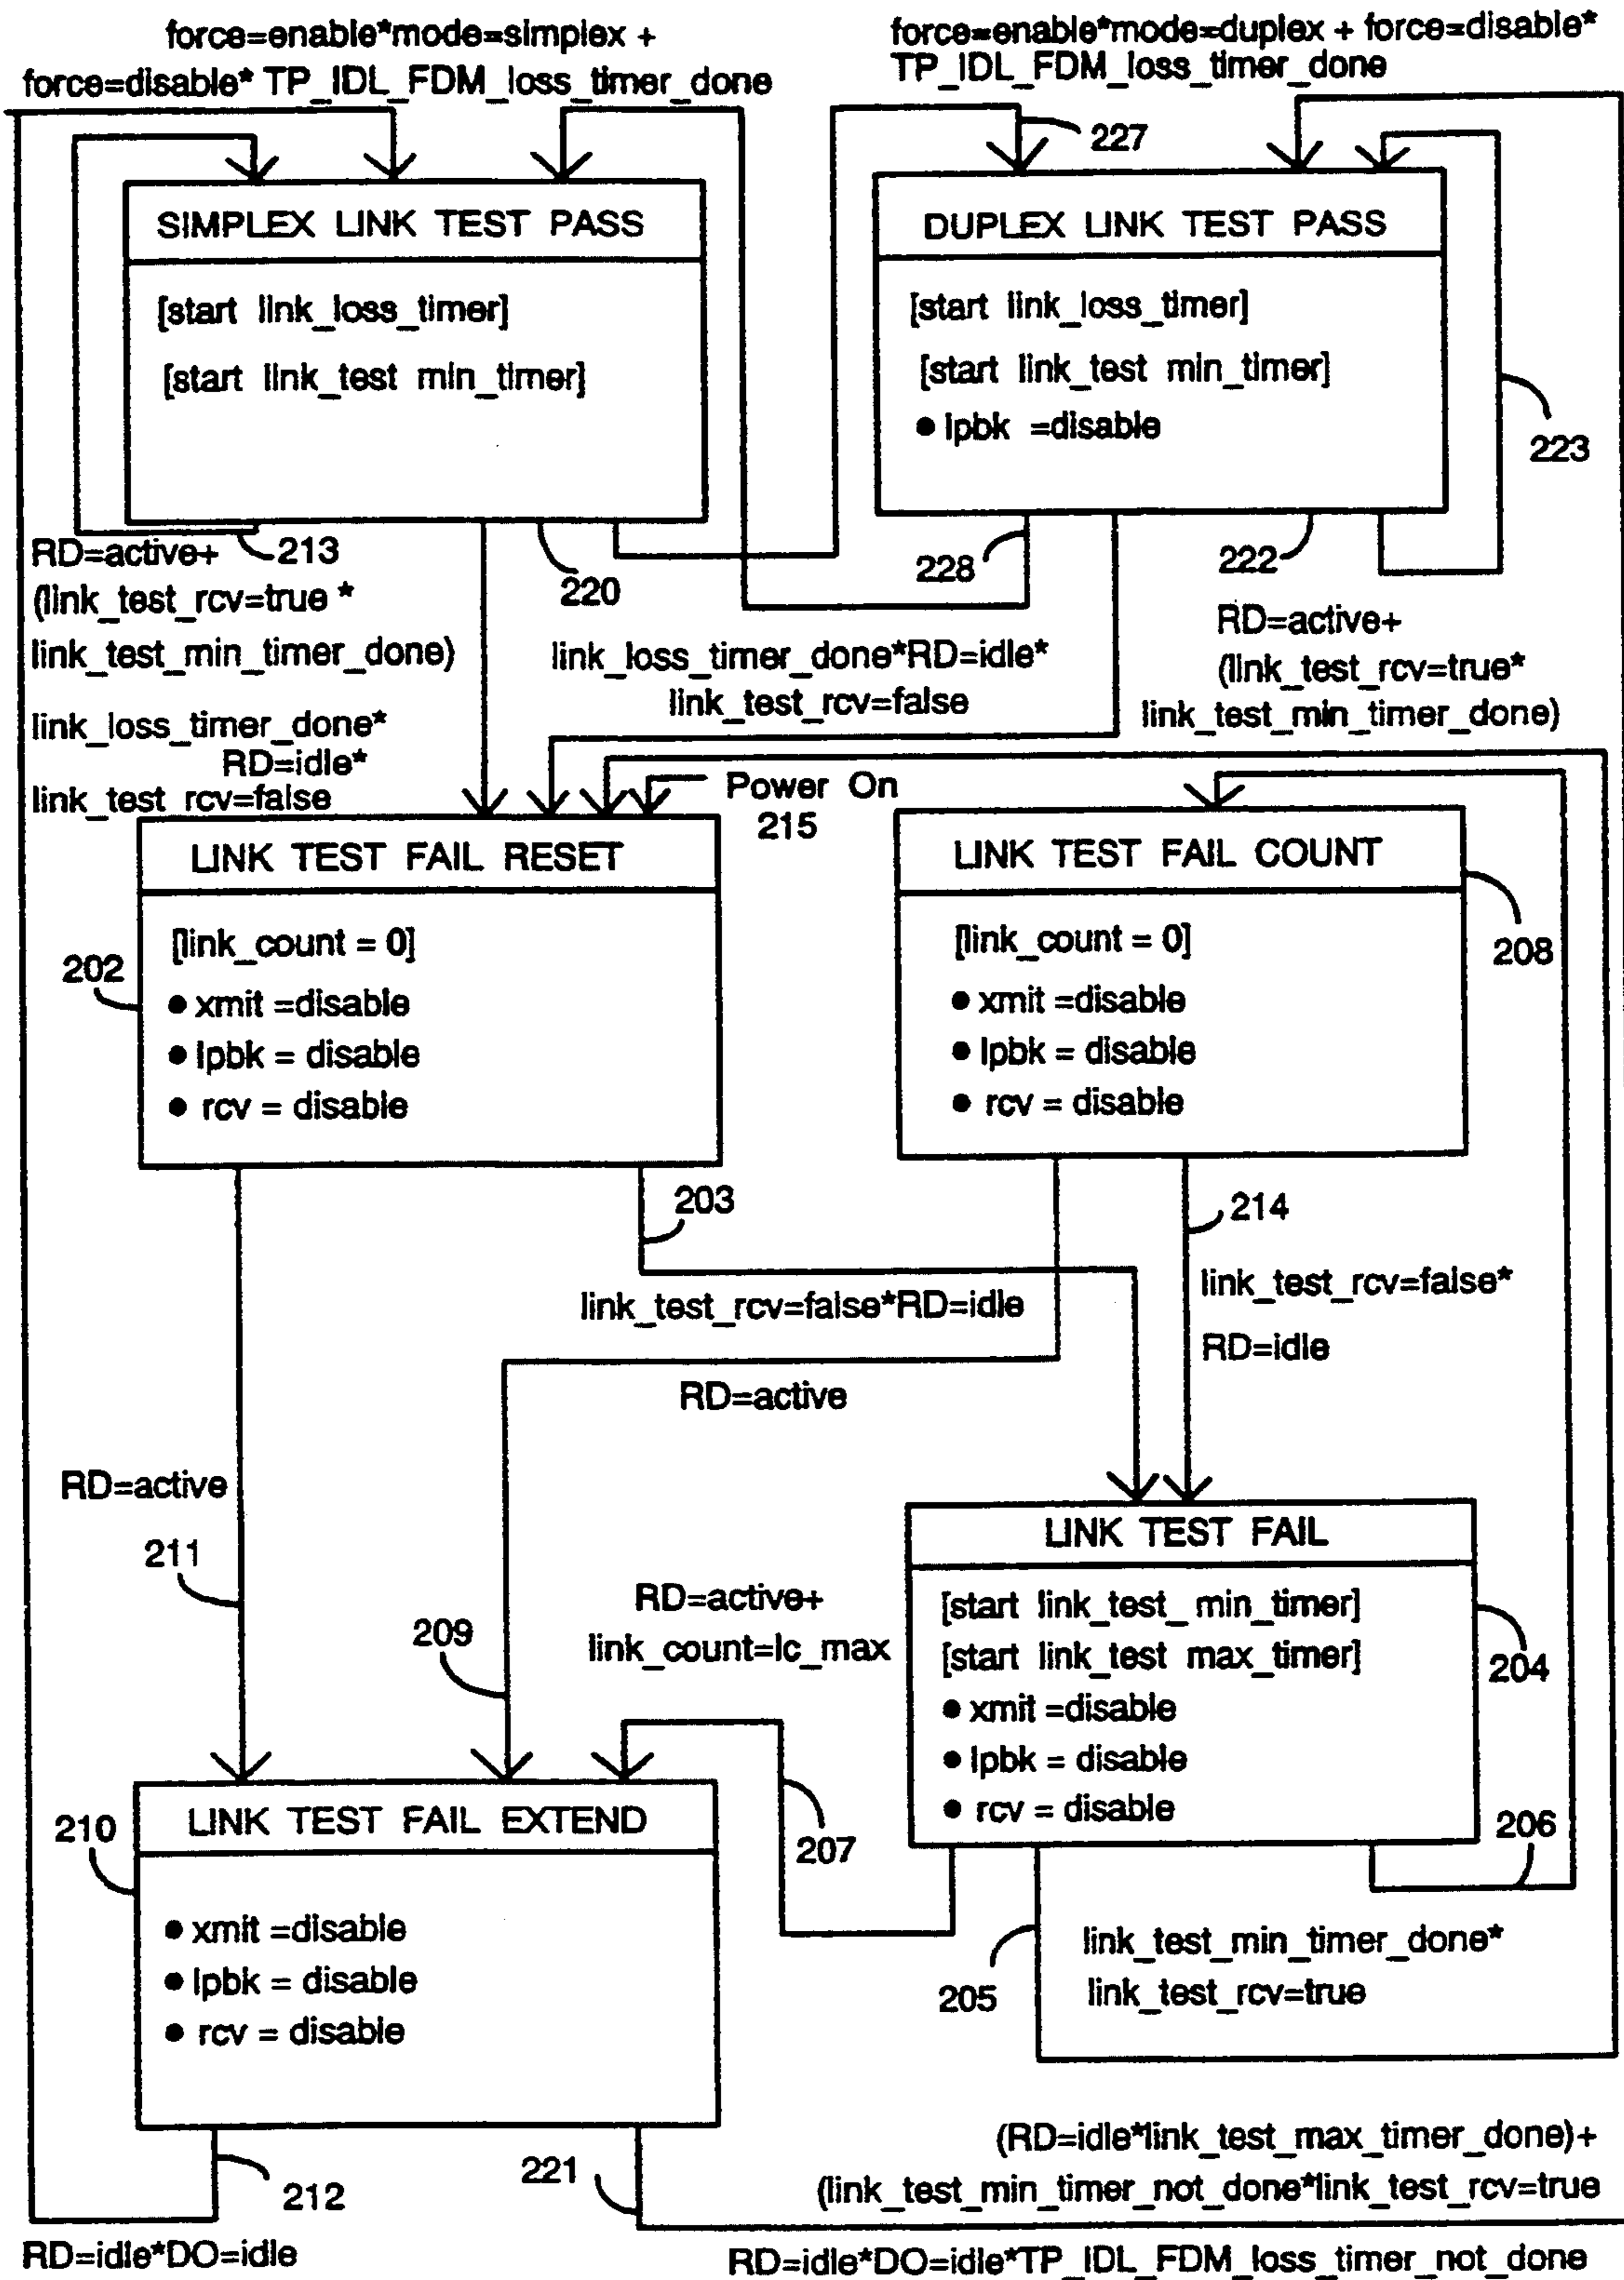 force=enable*mode=simplex +
force=disable* TP_IDL_FDM_loss_timer_done
force=enable*mode=duplex + force=disable*
TP_IDL_FDM_loss_timer_done
227
SIMPLEX LINK TEST PASS
[start link_loss_timer]
[start link_test min_timer]
DUPLEX LINK TEST PASS
[start link_loss_timer]
[start link_test min_timer]
• lpbk =disable
223
213
220
228
222
RD=active+
(link_test_rcv=true *
link_test_min_timer_done)
link_loss_timer_done*
RD=idle*
link_test_rcv=false
link_loss_timer_done*RD=idle*
link_test_rcv=false
RD=active+
(link_test_rcv=true*
link_test_min_timer_done)
Power On
215
LINK TEST FAIL RESET
[link_count = 0]
• xmit =disable
• lpbk = disable
• rcv = disable
202
LINK TEST FAIL COUNT
[link_count = 0]
• xmit =disable
• lpbk = disable
• rcv = disable
208
203
214
link_test_rcv=false*RD=idle
link_test_rcv=false*
RD=idle
RD=active
RD=active
211
209
RD=active+
link_count=lc_max
LINK TEST FAIL
[start link_test_ min_timer]
[start link_test max_timer]
• xmit =disable
• lpbk = disable
• rcv = disable
204
206
207
LINK TEST FAIL EXTEND
210
• xmit =disable
• lpbk = disable
• rcv = disable
205
link_test_min_timer_done*
link_test_rcv=true
212
221
(RD=idle*link_test_max_timer_done)+
(link_test_min_timer_not_done*link_test_rcv=true
RD=idle*DO=idle
RD=idle*DO=idle*TP_IDL_FDM_loss_timer_not_done